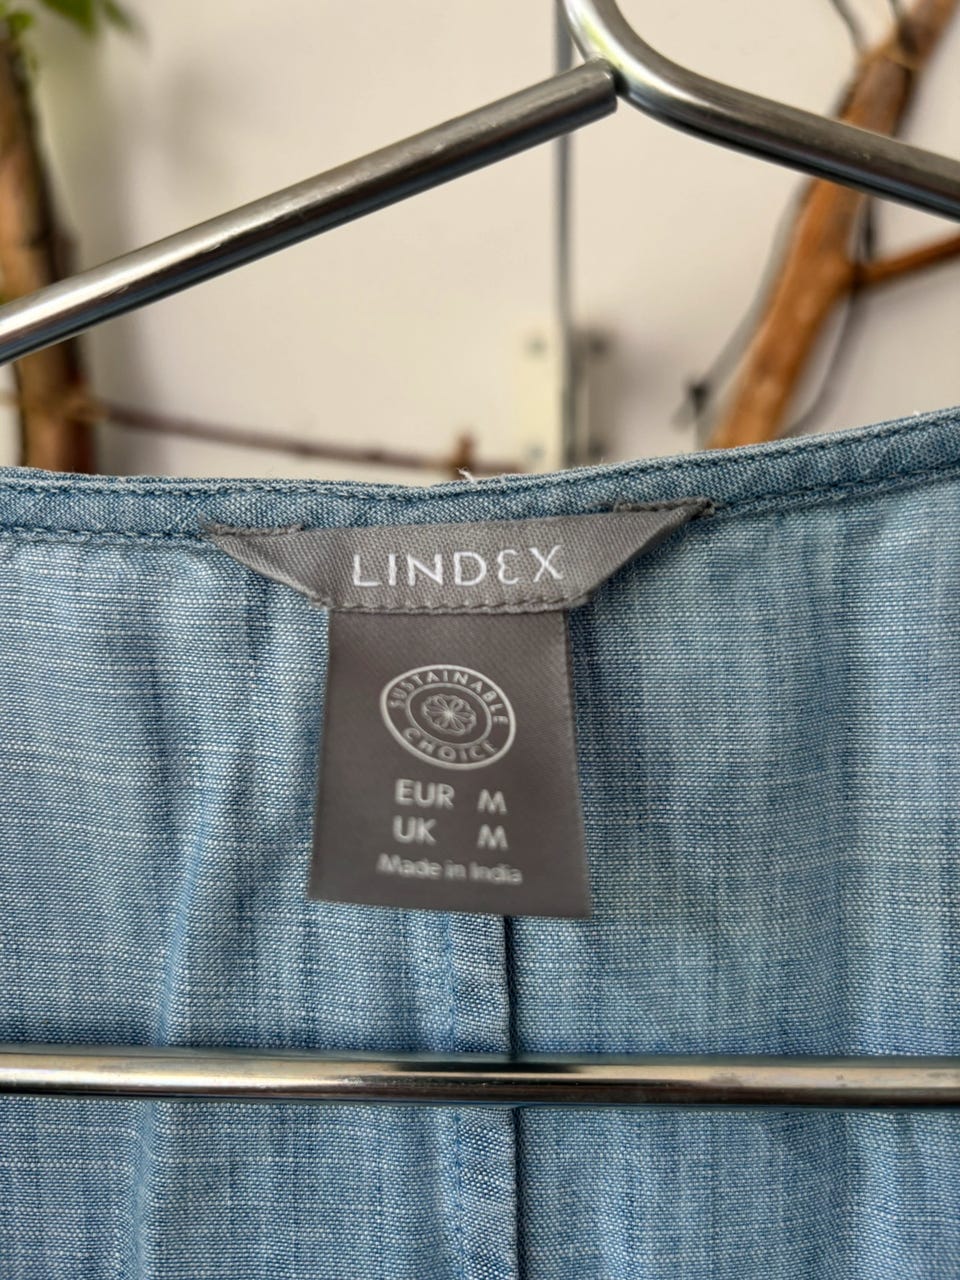 LINDEX
SUSTAINABLE
CHOICE
EUR M
UK M
Made in India